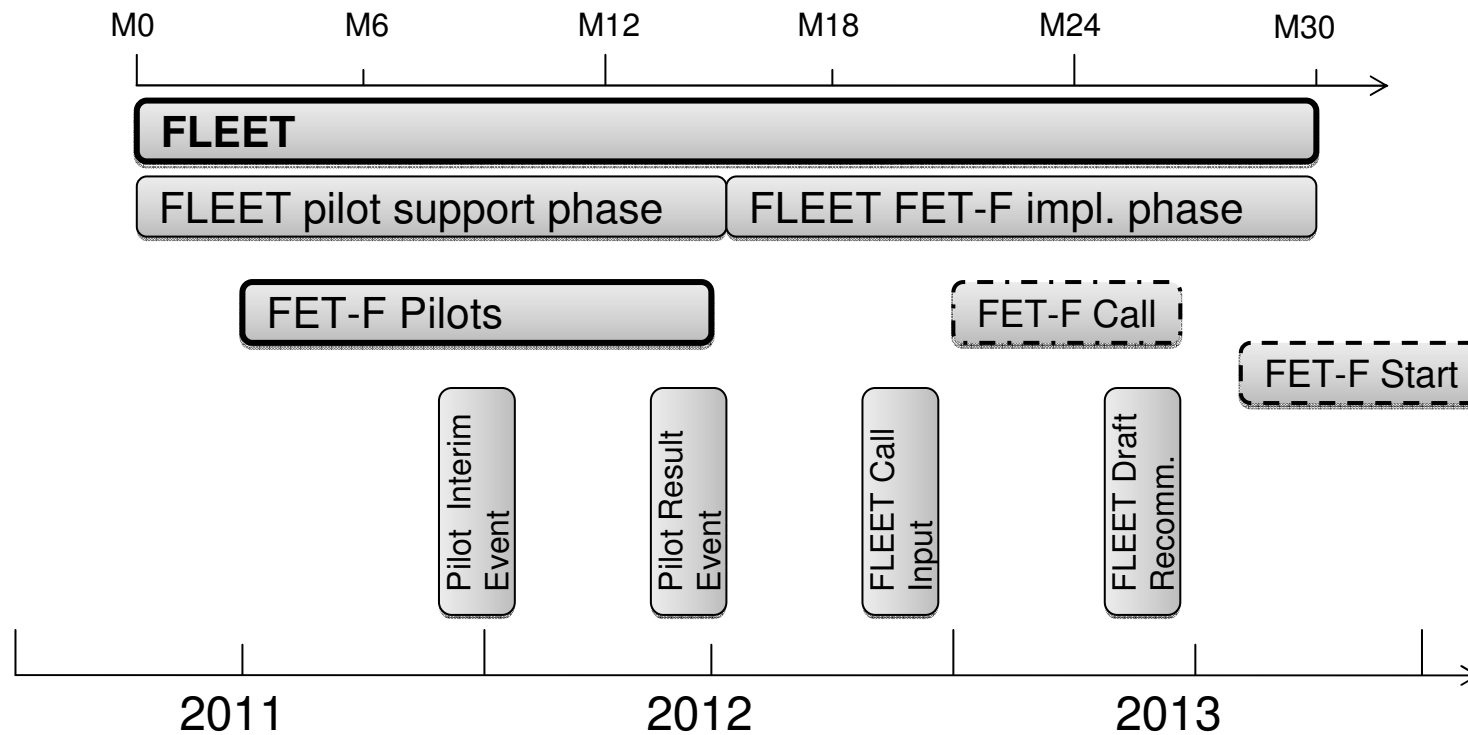 M0 M6 M12 M18 M24 M30
FLEET
FLEET pilot support phase FLEET FET-F impl. phase
FET-F Pilots FET-F Call
FET-F Start
Pilot Interim
Event
Pilot Result
Event
FLEET Call
Input
FLEET Draft
Recomm.
2011 2012 2013